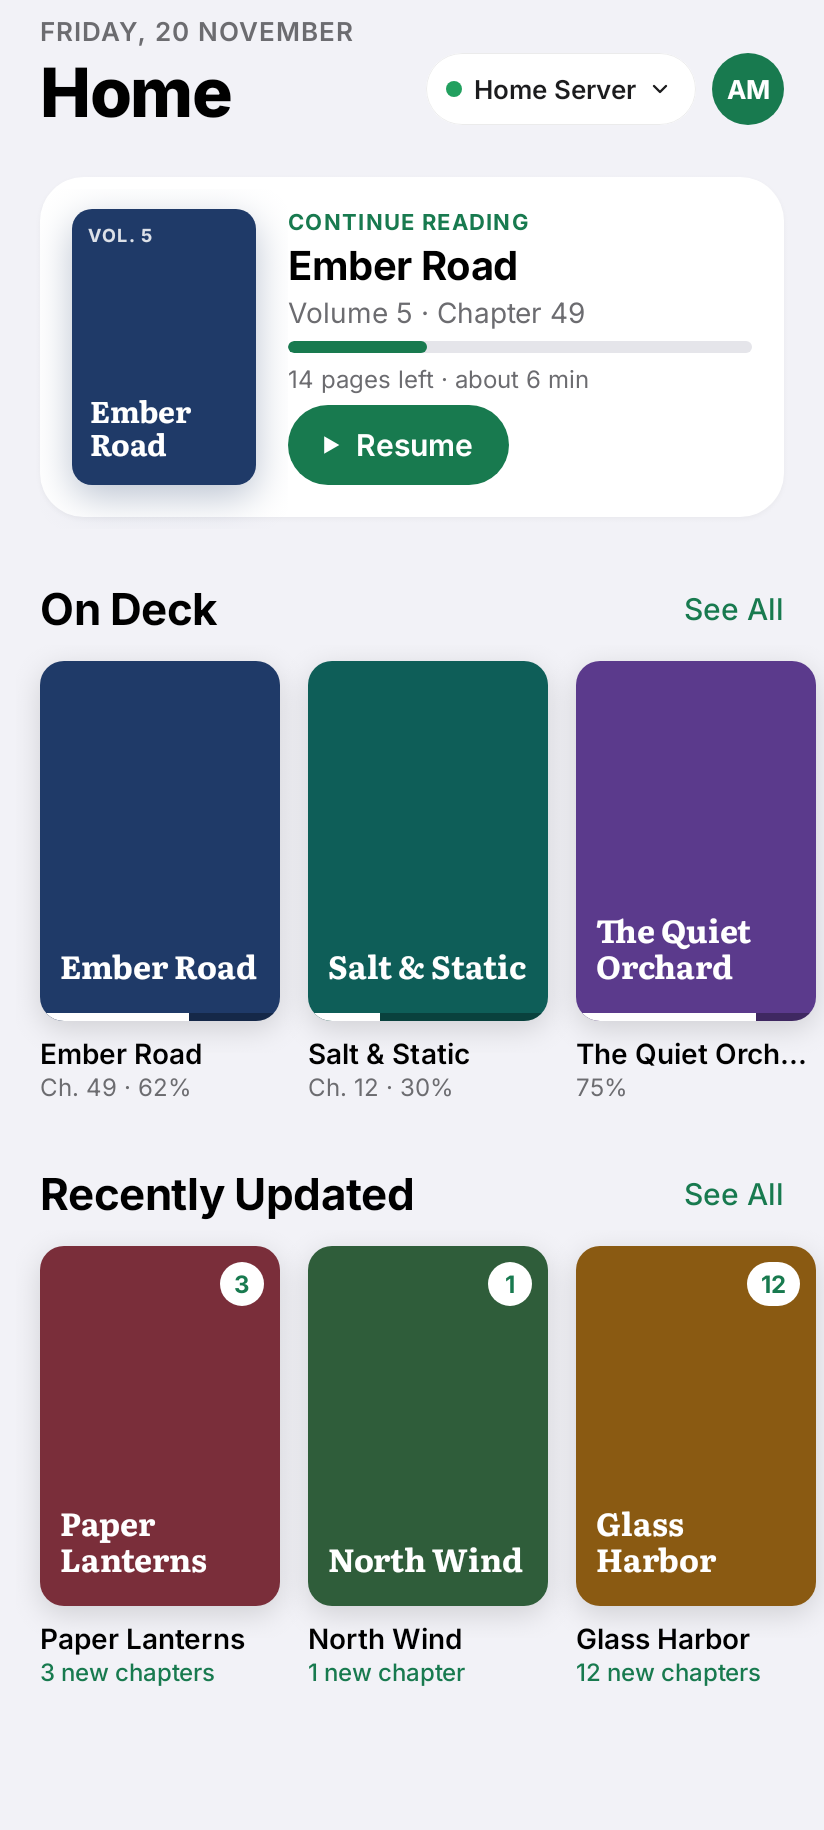 FRIDAY, 20 NOVEMBER
Home
Home Server
AM
VOL. 5
Ember
Road
CONTINUE READING
Ember Road
Volume 5 · Chapter 49
14 pages left · about 6 min
Resume
On Deck
See All
Ember Road
Salt & Static
The Quiet
Orchard
Ember Road
Ch. 49 · 62%
Salt & Static
Ch. 12 · 30%
The Quiet Orch...
75%
Recently Updated
See All
3
Paper
Lanterns
1
North Wind
12
Glass
Harbor
Paper Lanterns
3 new chapters
North Wind
1 new chapter
Glass Harbor
12 new chapters